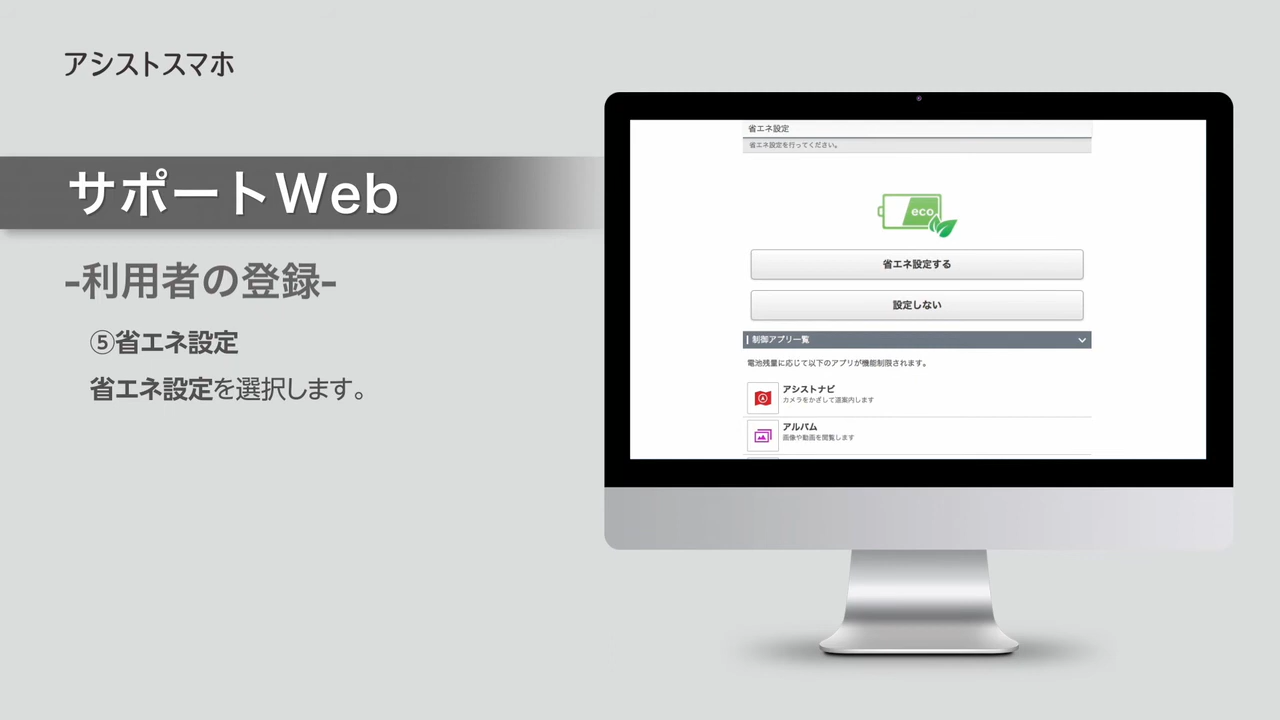 アシストスマホ
サポートWeb
-利用者の登録-
⑤省エネ設定
省エネ設定を選択します。
省エネ設定
省エネ設定を行ってください。
eco
省エネ設定する
設定しない
制御アプリ一覧
電池残量に応じて以下のアプリが機能制限されます。
アシストナビ
カメラをかざして道案内します
アルバム
画像や動画を閲覧します